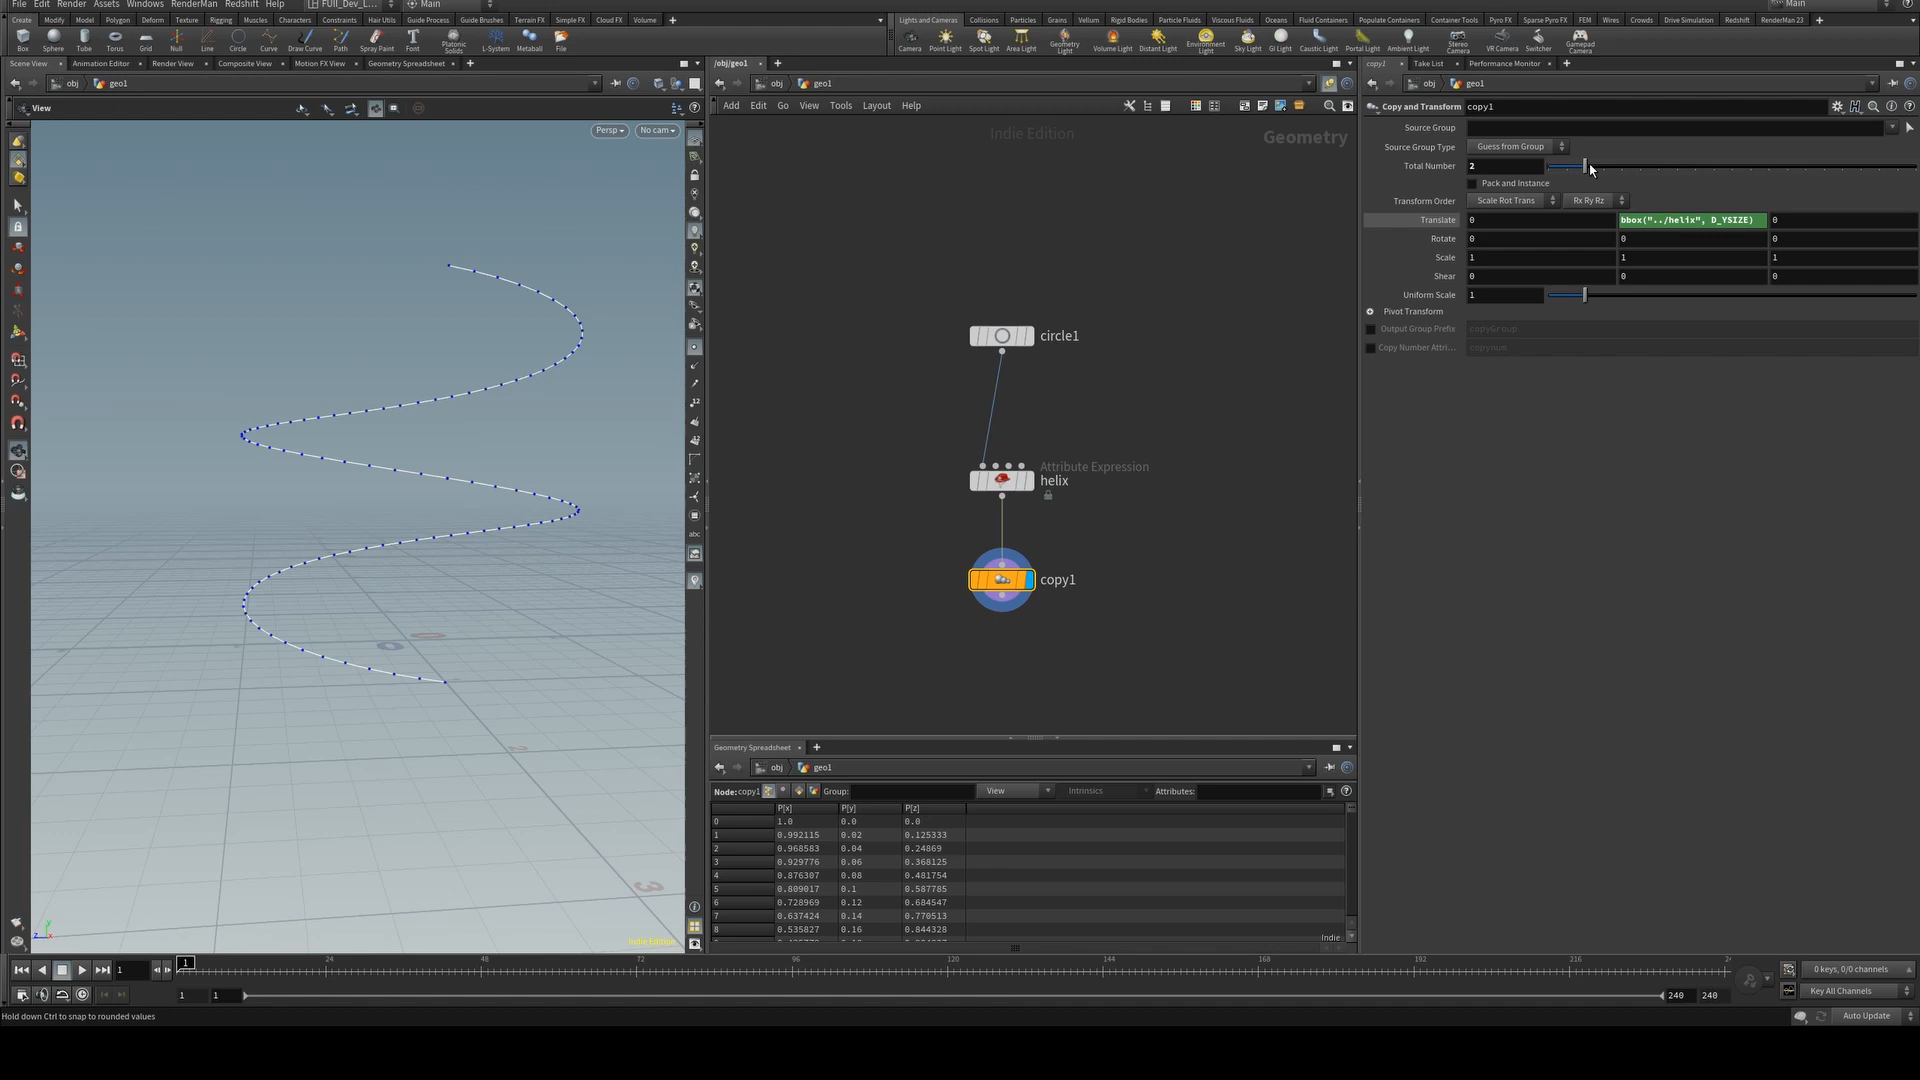 File Edit Render Assets Windows RenderMan Redshift Help FUll_Dev_L... Main Main
Create Modify Model Polygon Deform Texture Rigging Muscles Characters Constraints Hair Utils Guide Process Guide Brushes Terrain FX Simple FX Cloud FX Volume
Lights and Cameras Collisions Particles Grains Vellum Rigid Bodies Particle Fluids Viscous Fluids Oceans Fluid Containers Populate Containers Container Tools Pyro FX Sparse Pyro FX FEM Wires Crowds Drive Simulation Redshift RenderMan 23
Box Sphere Tube Torus Grid Null Line Circle Curve Draw Curve Path Spray Paint Font Platonic Solids L-System Metaball File
Camera Point Light Spot Light Area Light Geometry Light Volume Light Distant Light Environment Light Sky Light GI Light Caustic Light Portal Light Ambient Light Stereo Camera VR Camera Switcher Gamepad Camera
Scene View Animation Editor Render View Composite View Motion FX View Geometry Spreadsheet
/obj/geo1
copy1 Take List Performance Monitor
obj geo1
obj geo1
obj geo1
View
Persp No cam
Add Edit Go View Tools Layout Help
Indie Edition
Geometry
circle1
Attribute Expression
helix
copy1
Copy and Transform copy1
Source Group
Source Group Type Guess from Group
Total Number 2
Pack and Instance
Transform Order Scale Rot Trans Rx Ry Rz
Translate 0 bbox("../helix", D_YSIZE) 0
Rotate 0 0 0
Scale 1 1 1
Shear 0 0 0
Uniform Scale 1
Pivot Transform
Output Group Prefix copyGroup
Copy Number Attri... copynum
abc
Indie Edition
Geometry Spreadsheet
obj geo1
Node: copy1 Group: View Intrinsics Attributes:
P[x] P[y] P[z]
0 1.0 0.0 0.0
1 0.992115 0.02 0.125333
2 0.968583 0.04 0.24869
3 0.929776 0.06 0.368125
4 0.876307 0.08 0.481754
5 0.809017 0.1 0.587785
6 0.728969 0.12 0.684547
7 0.637424 0.14 0.770513
8 0.535827 0.16 0.844328
Indie
1 1 24 48 72 96 120 144 168 192 216
0 keys, 0/0 channels
1 1 240 240 Key All Channels
Hold down Ctrl to snap to rounded values
Auto Update